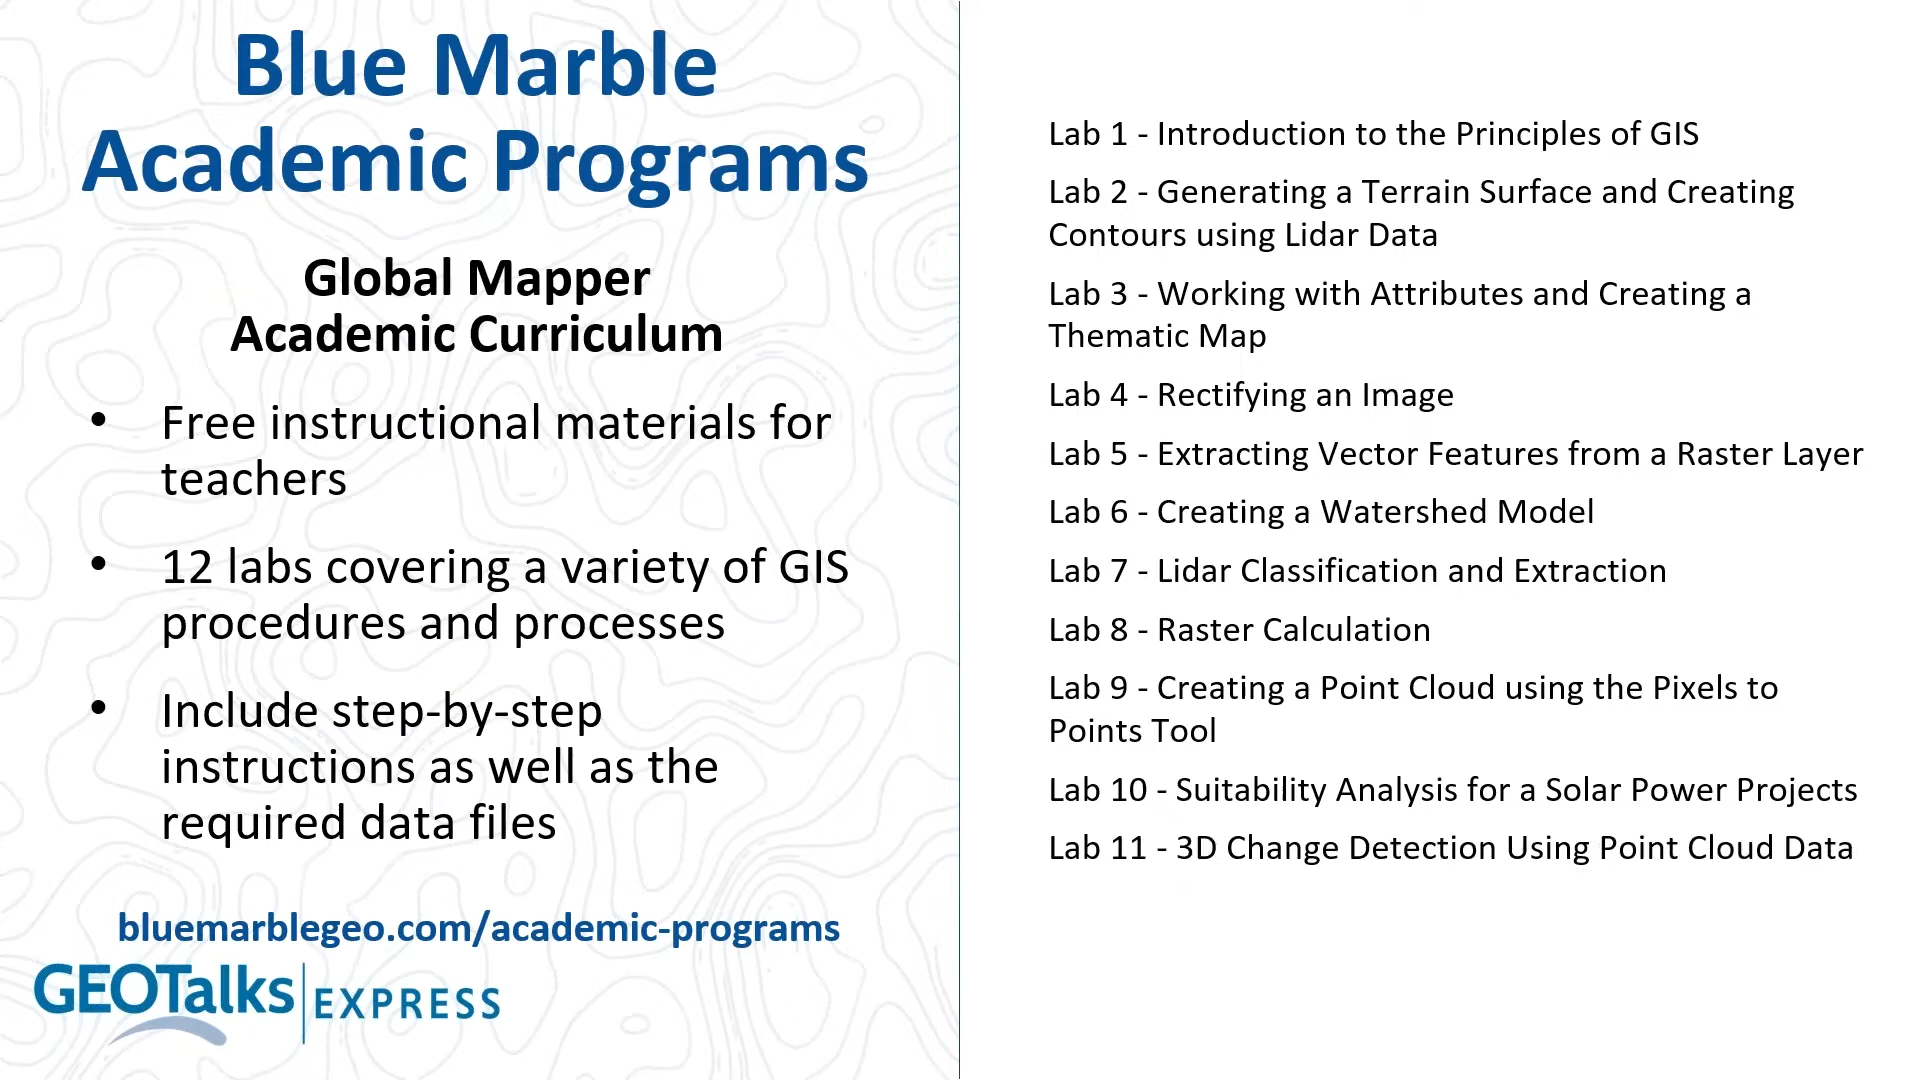 Blue Marble
Academic Programs
Global Mapper
Academic Curriculum
• Free instructional materials for
teachers
• 12 labs covering a variety of GIS
procedures and processes
• Include step-by-step
instructions as well as the
required data files
bluemarblegeo.com/academic-programs
GEOTalks EXPRESS
Lab 1 - Introduction to the Principles of GIS
Lab 2 - Generating a Terrain Surface and Creating
Contours using Lidar Data
Lab 3 - Working with Attributes and Creating a
Thematic Map
Lab 4 - Rectifying an Image
Lab 5 - Extracting Vector Features from a Raster Layer
Lab 6 - Creating a Watershed Model
Lab 7 - Lidar Classification and Extraction
Lab 8 - Raster Calculation
Lab 9 - Creating a Point Cloud using the Pixels to
Points Tool
Lab 10 - Suitability Analysis for a Solar Power Projects
Lab 11 - 3D Change Detection Using Point Cloud Data